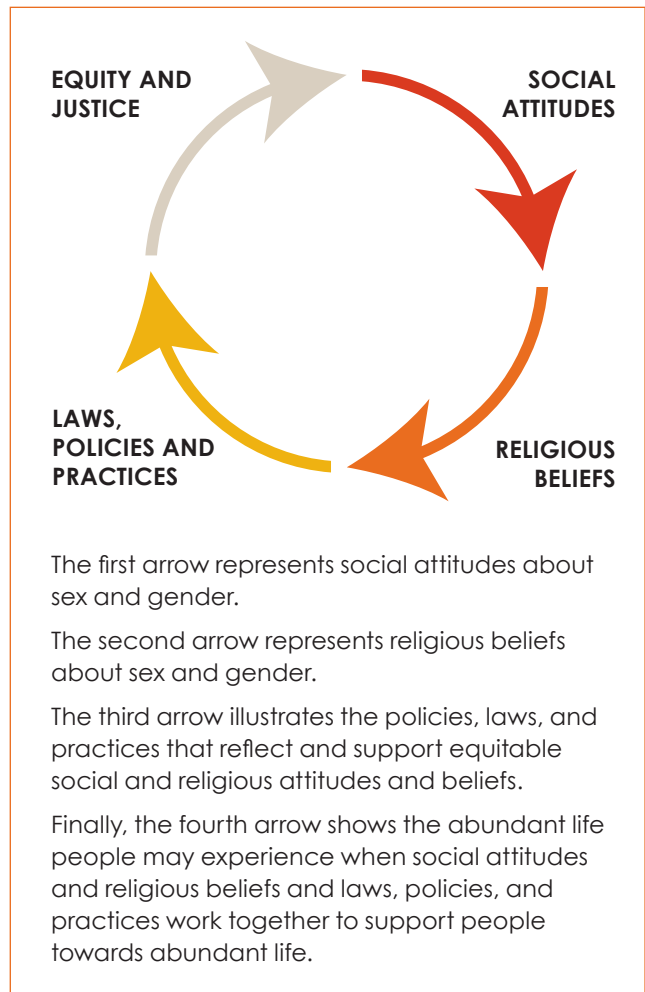 EQUITY AND
JUSTICE
SOCIAL
ATTITUDES
LAWS,
POLICIES AND
PRACTICES
RELIGIOUS
BELIEFS
The first arrow represents social attitudes about
sex and gender.
The second arrow represents religious beliefs
about sex and gender.
The third arrow illustrates the policies, laws, and
practices that reflect and support equitable
social and religious attitudes and beliefs.
Finally, the fourth arrow shows the abundant life
people may experience when social attitudes
and religious beliefs and laws, policies, and
practices work together to support people
towards abundant life.